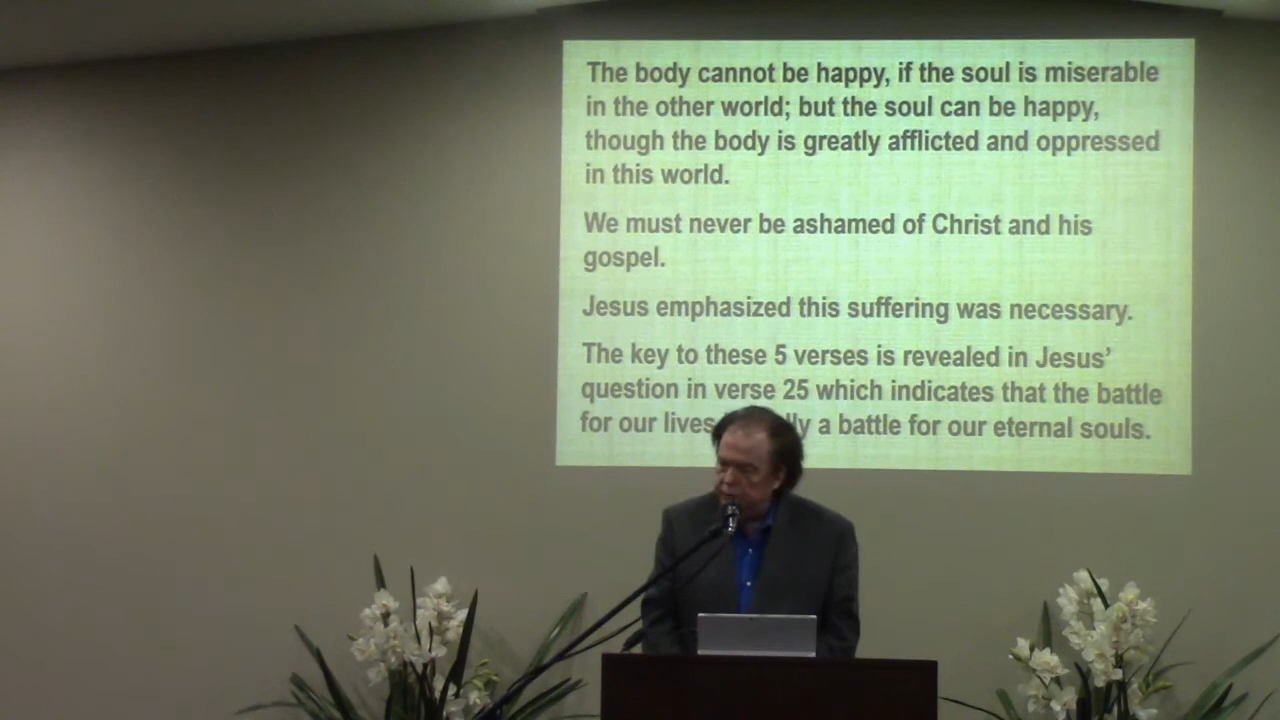 The body cannot be happy, if the soul is miserable
in the other world; but the soul can be happy,
though the body is greatly afflicted and oppressed
in this world.
We must never be ashamed of Christ and his
gospel.
Jesus emphasized this suffering was necessary.
The key to these 5 verses is revealed in Jesus’
question in verse 25 which indicates that the battle
for our lives a battle for our eternal souls.